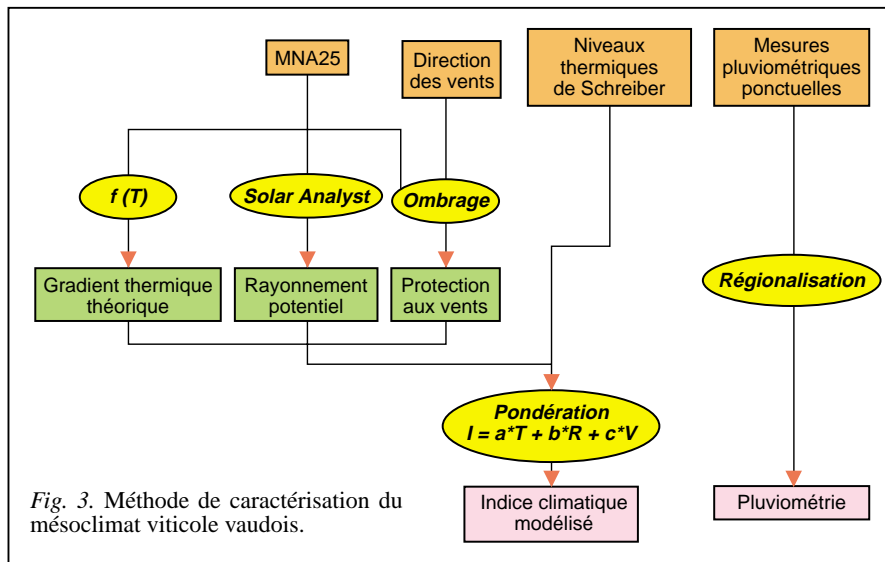 MNA25
Direction
des vents
Niveaux
thermiques
de Schreiber
Mesures
pluviométriques
ponctuelles
f (T)
Solar Analyst
Ombrage
Régionalisation
Gradient thermique
théorique
Rayonnement
potentiel
Protection
aux vents
Pondération
I = a*T + b*R + c*V
Indice climatique
modélisé
Pluviométrie
Fig. 3. Méthode de caractérisation du
mésoclimat viticole vaudois.